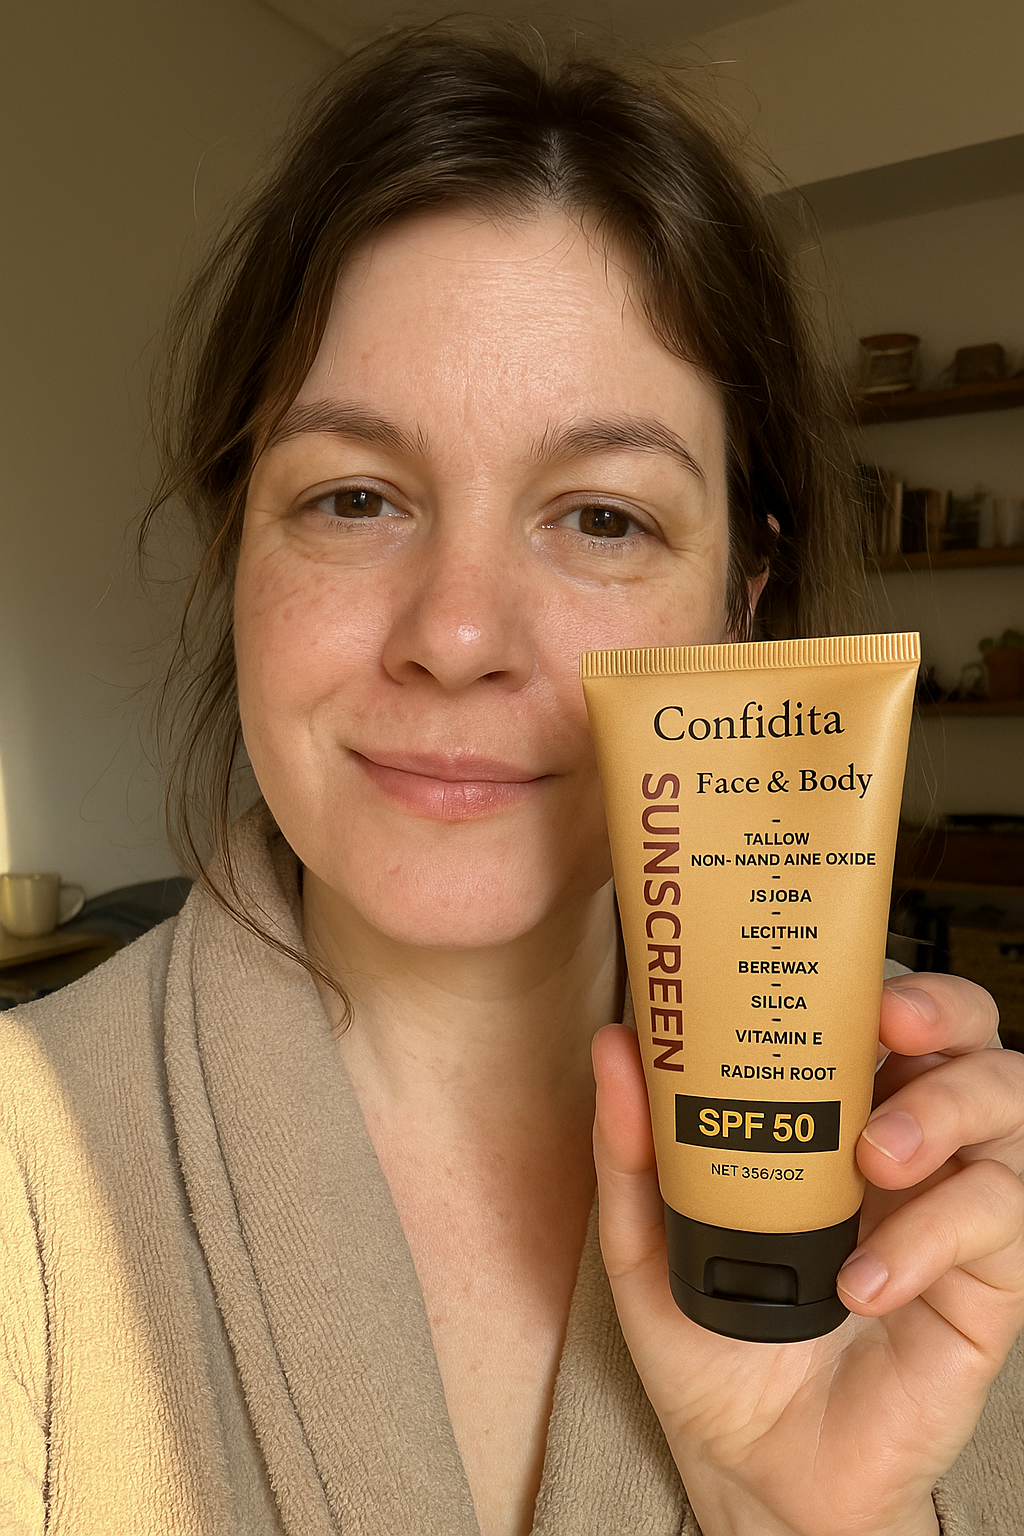 Confidita
Face & Body
SUNSCREEN
-
TALLOW
NON- NAND AINE OXIDE
-
JSJOBA
-
LECITHIN
-
BEREWAX
-
SILICA
-
VITAMIN E
-
RADISH ROOT
SPF 50
NET 356/3OZ